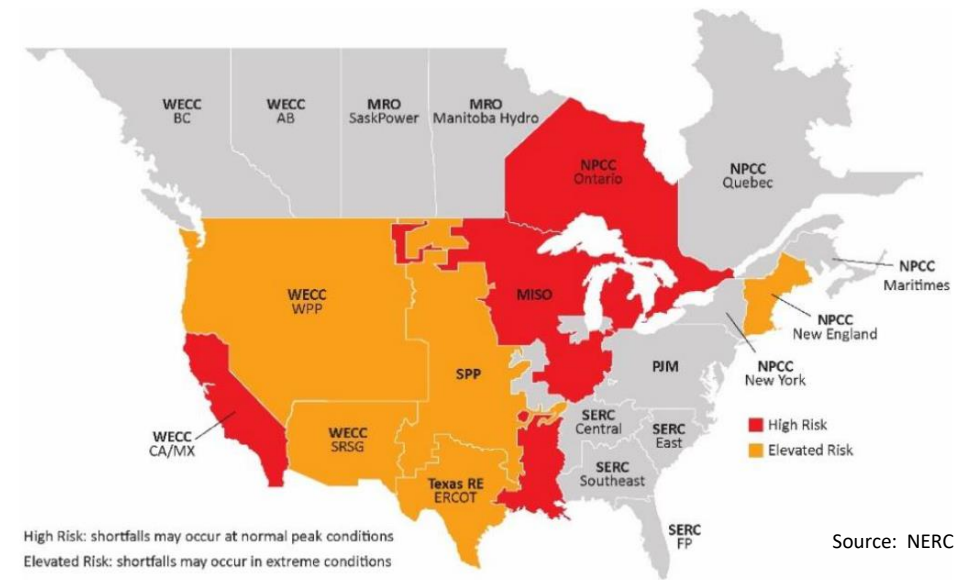 WECC
BC
WECC
AB
MRO
SaskPower
MRO
Manitoba Hydro
NPCC
Ontario
NPCC
Quebec
NPCC
Maritimes
WECC
WPP
MISO
NPCC
New England
SPP
PJM
NPCC
New York
WECC
CA/MX
WECC
SRSG
SERC
Central
SERC
East
High Risk
Elevated Risk
Texas RE
ERCOT
SERC
Southeast
SERC
FP
High Risk: shortfalls may occur at normal peak conditions
Elevated Risk: shortfalls may occur in extreme conditions
Source: NERC